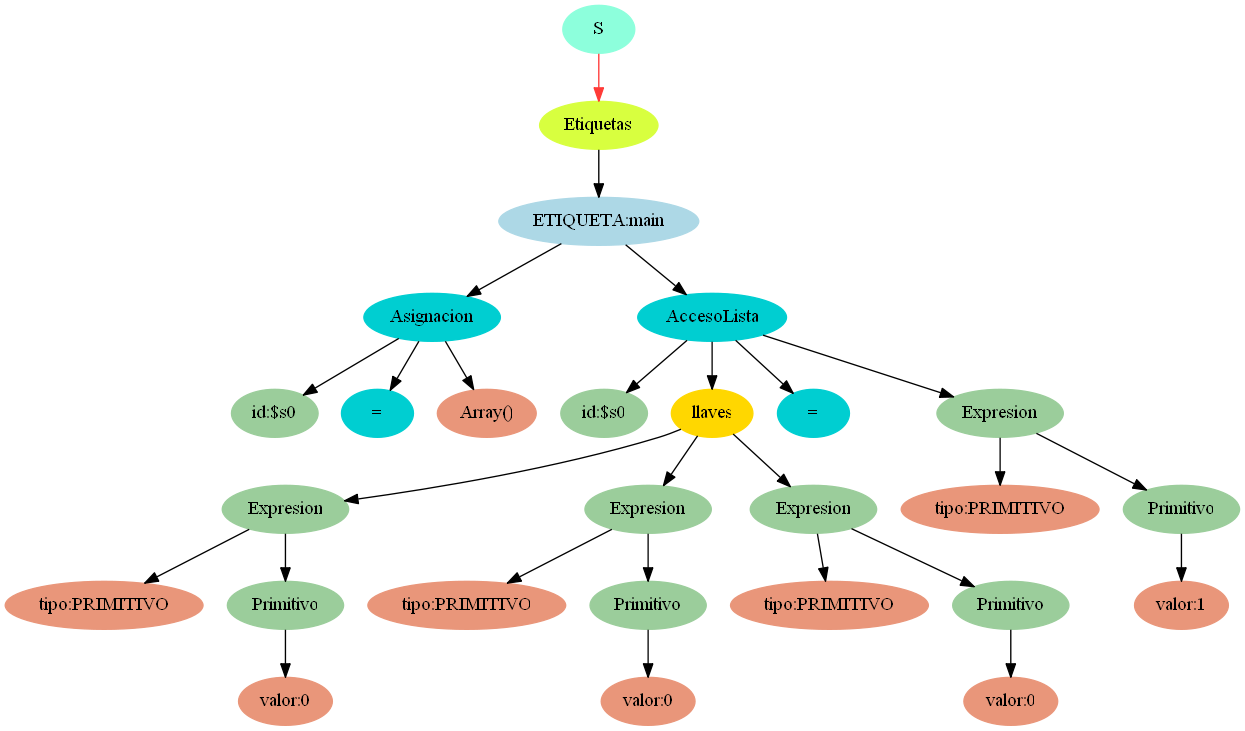 S
Etiquetas
ETIQUETA:main
Asignacion
AccesoLista
id:$s0
=
Array()
id:$s0
llaves
=
Expresion
Expresion
Expresion
Expresion
tipo:PRIMITIVO
Primitivo
tipo:PRIMITIVO
Primitivo
tipo:PRIMITIVO
Primitivo
tipo:PRIMITIVO
Primitivo
valor:1
valor:0
valor:0
valor:0